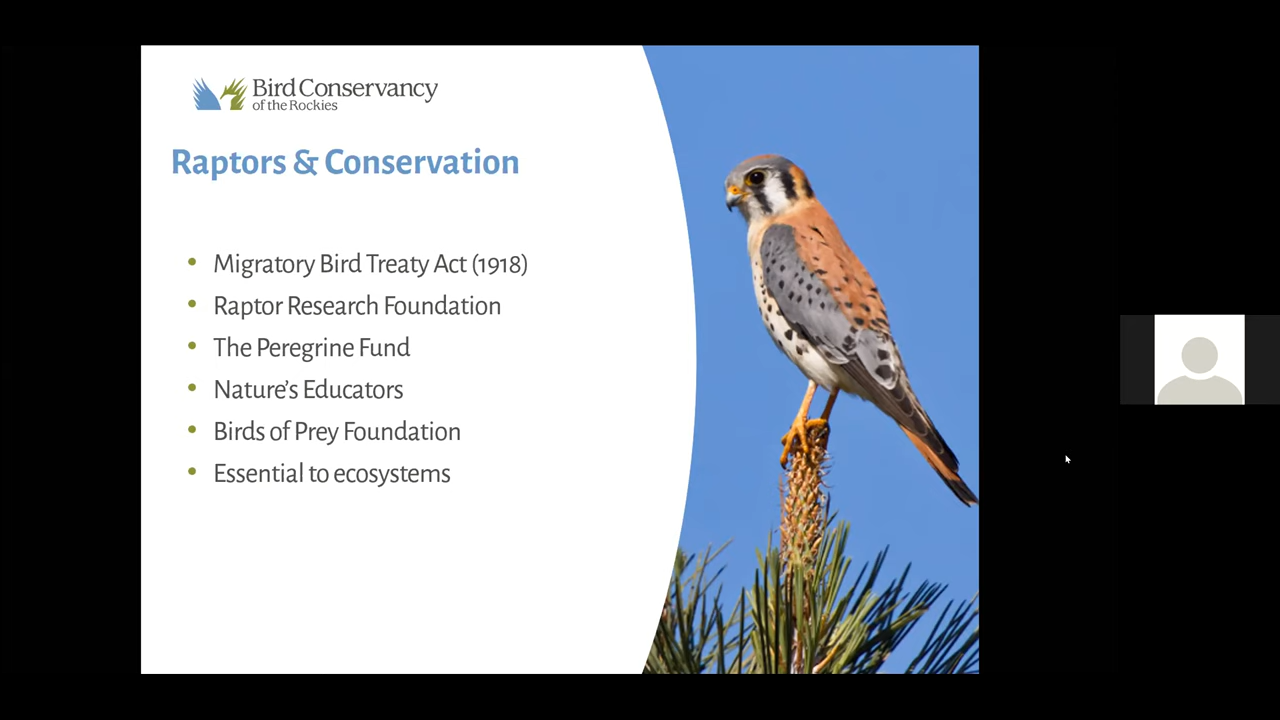 Bird Conservancy
of the Rockies
Raptors & Conservation
• Migratory Bird Treaty Act (1918)
• Raptor Research Foundation
• The Peregrine Fund
• Nature’s Educators
• Birds of Prey Foundation
• Essential to ecosystems